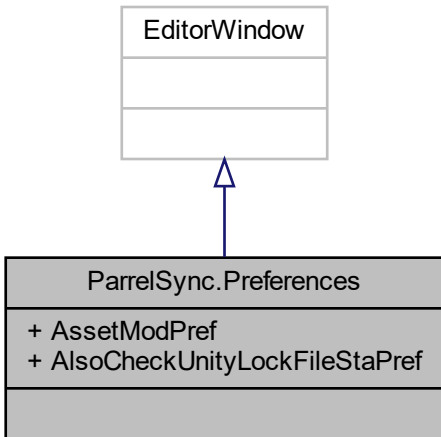 EditorWindow
ParrelSync.Preferences
+ AssetModPref
+ AlsoCheckUnityLockFileStaPref